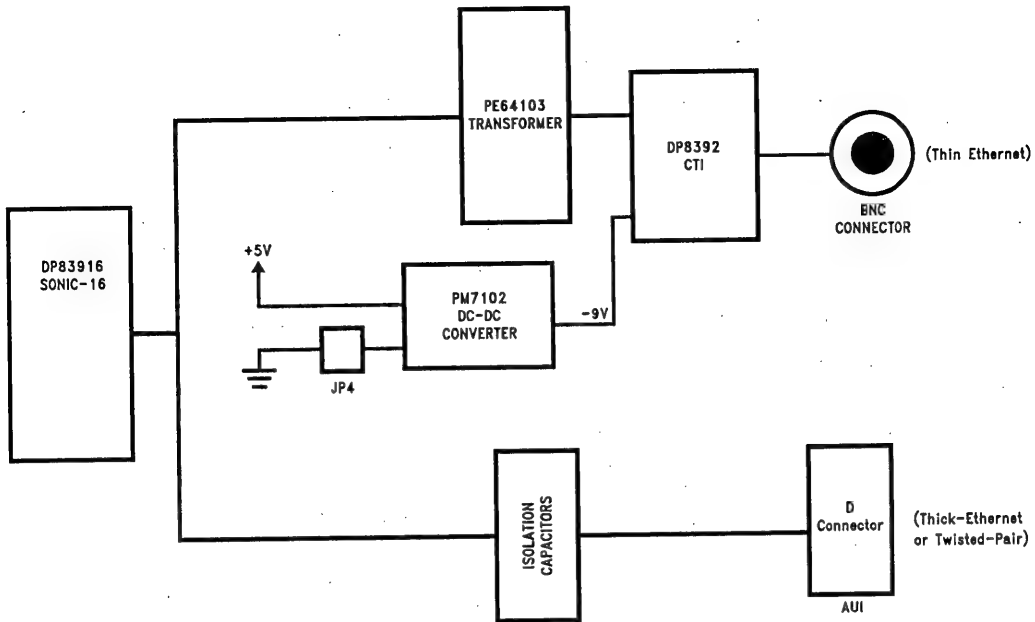 PE64103
TRANSFORMER
DP8392
CTI
(Thin Ethernet)
BNC
CONNECTOR
DP83916
SONIC-16
+5V
PM7102
DC-DC
CONVERTER
-9V
JP4
ISOLATION
CAPACITORS
D
Connector
(Thick-Ethernet
or Twisted-Pair)
AUI